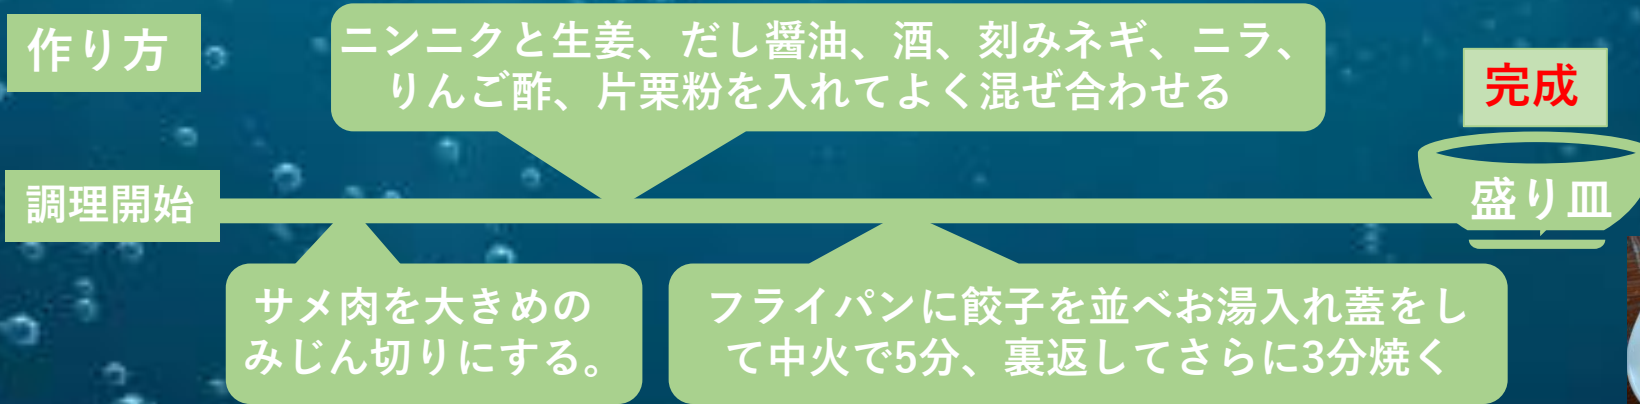 作り方
ニンニクと生姜、だし醤油、酒、刻みネギ、ニラ、
りんご酢、片栗粉を入れてよく混ぜ合わせる
完成
調理開始
盛り皿
サメ肉を大きめの
みじん切りにする。
フライパンに餃子を並べお湯入れ蓋をし
て中火で5分、裏返してさらに3分焼く